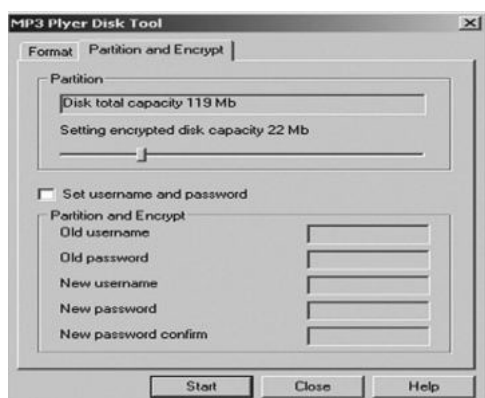 MP3 Plyer Disk Tool
Format
Partition and Encrypt
Partition
Disk total capacity 119 Mb
Setting encrypted disk capacity 22 Mb
Set username and password
Partition and Encrypt
Old username
Old password
New username
New password
New password confirm
Start
Close
Help